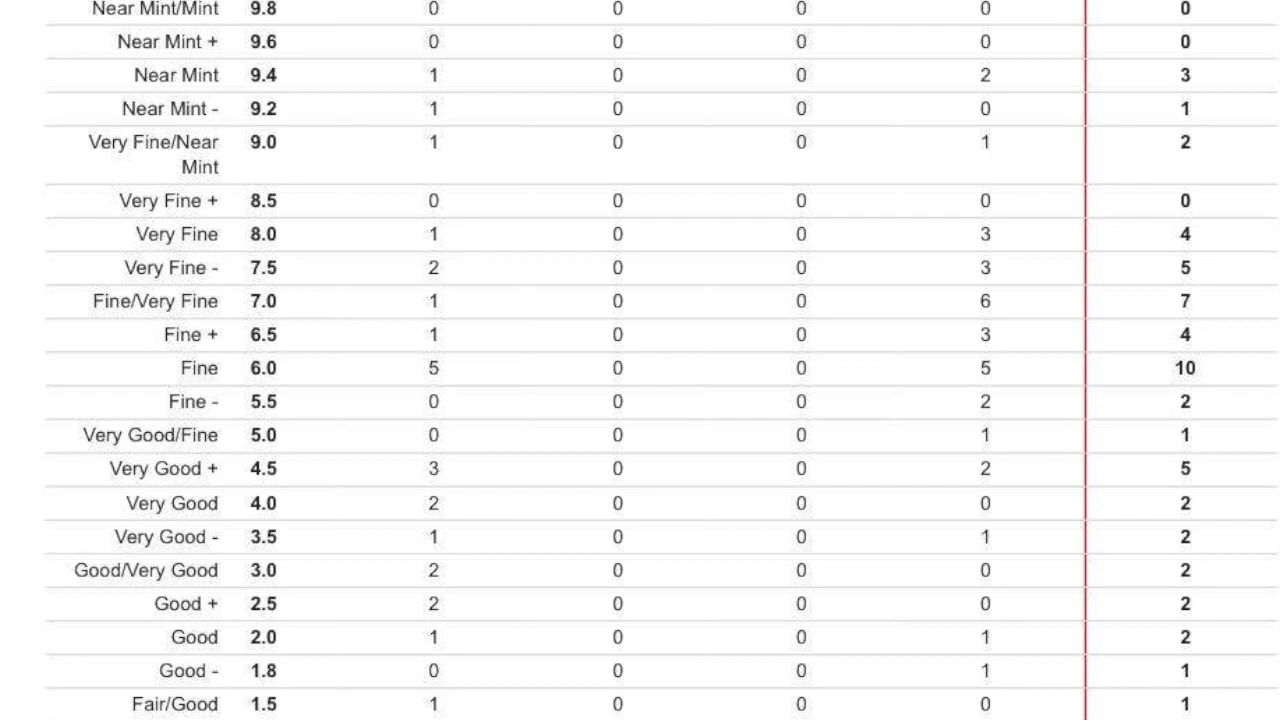 Near Mint/Mint 9.8 0 0 0 0 0
Near Mint + 9.6 0 0 0 0 0
Near Mint 9.4 1 0 0 2 3
Near Mint - 9.2 1 0 0 0 1
Very Fine/Near 9.0 1 0 0 1 2
Mint
Very Fine + 8.5 0 0 0 0 0
Very Fine 8.0 1 0 0 3 4
Very Fine - 7.5 2 0 0 3 5
Fine/Very Fine 7.0 1 0 0 6 7
Fine + 6.5 1 0 0 3 4
Fine 6.0 5 0 0 5 10
Fine - 5.5 0 0 0 2 2
Very Good/Fine 5.0 0 0 0 1 1
Very Good + 4.5 3 0 0 2 5
Very Good 4.0 2 0 0 0 2
Very Good - 3.5 1 0 0 1 2
Good/Very Good 3.0 2 0 0 0 2
Good + 2.5 2 0 0 0 2
Good 2.0 1 0 0 1 2
Good - 1.8 0 0 0 1 1
Fair/Good 1.5 1 0 0 0 1